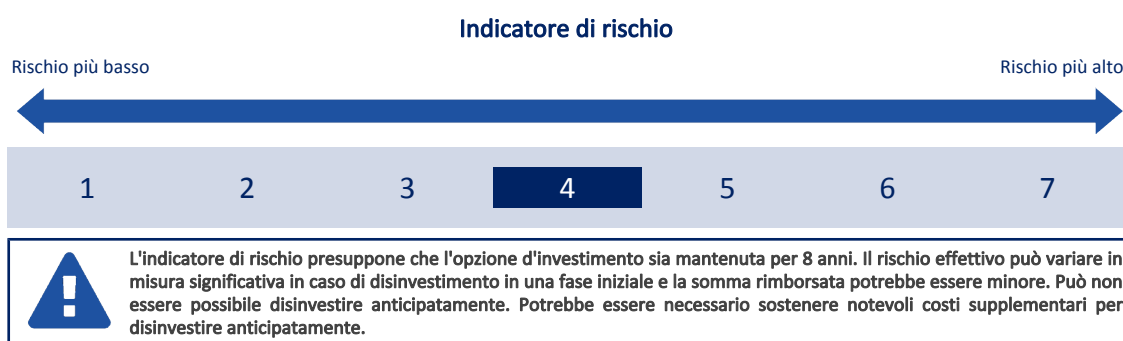 Indicatore di rischio
Rischio più basso
Rischio più alto
1 2 3 4 5 6 7
L'indicatore di rischio presuppone che l'opzione d'investimento sia mantenuta per 8 anni. Il rischio effettivo può variare in
misura significativa in caso di disinvestimento in una fase iniziale e la somma rimborsata potrebbe essere minore. Può non
essere possibile disinvestire anticipatamente. Potrebbe essere necessario sostenere notevoli costi supplementari per
disinvestire anticipatamente.